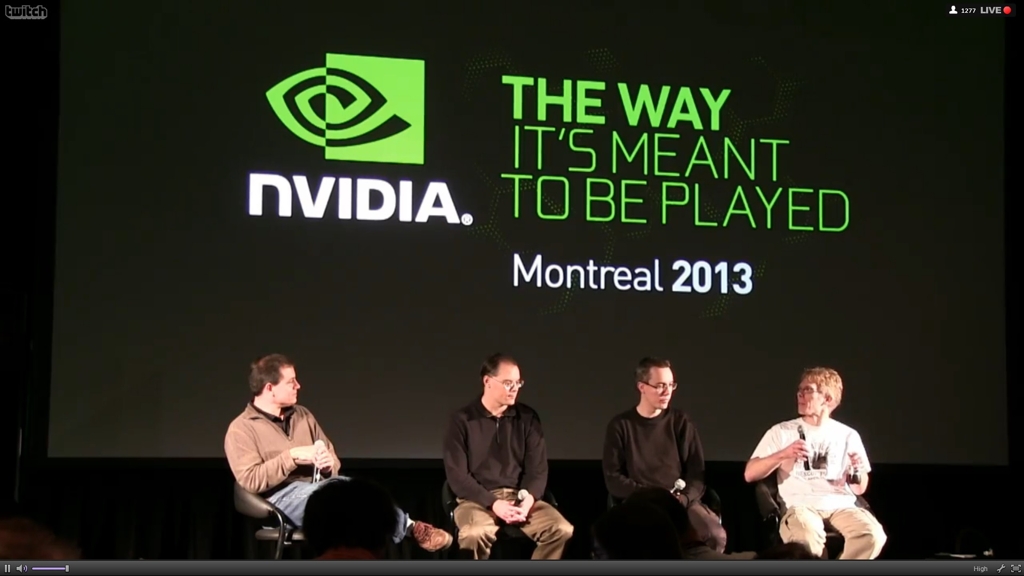 twitch
1277 LIVE
THE WAY
IT'S MEANT
TO BE PLAYED
NVIDIA®
Montreal 2013
High